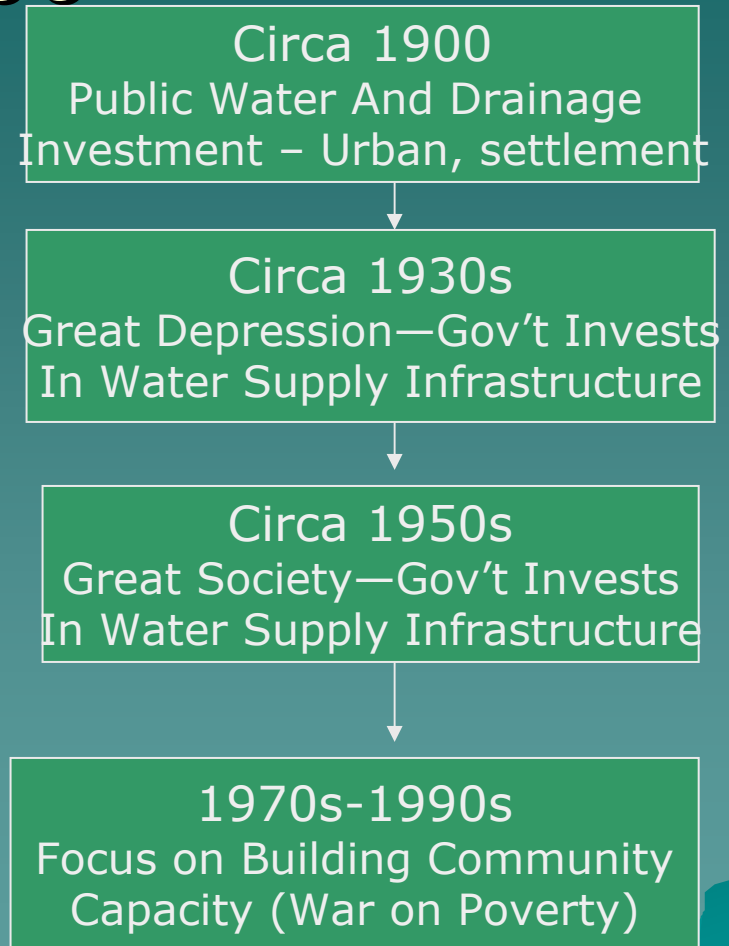 Circa 1900
Public Water And Drainage
Investment – Urban, settlement
Circa 1930s
Great Depression—Gov’t Invests
In Water Supply Infrastructure
Circa 1950s
Great Society—Gov’t Invests
In Water Supply Infrastructure
1970s-1990s
Focus on Building Community
Capacity (War on Poverty)